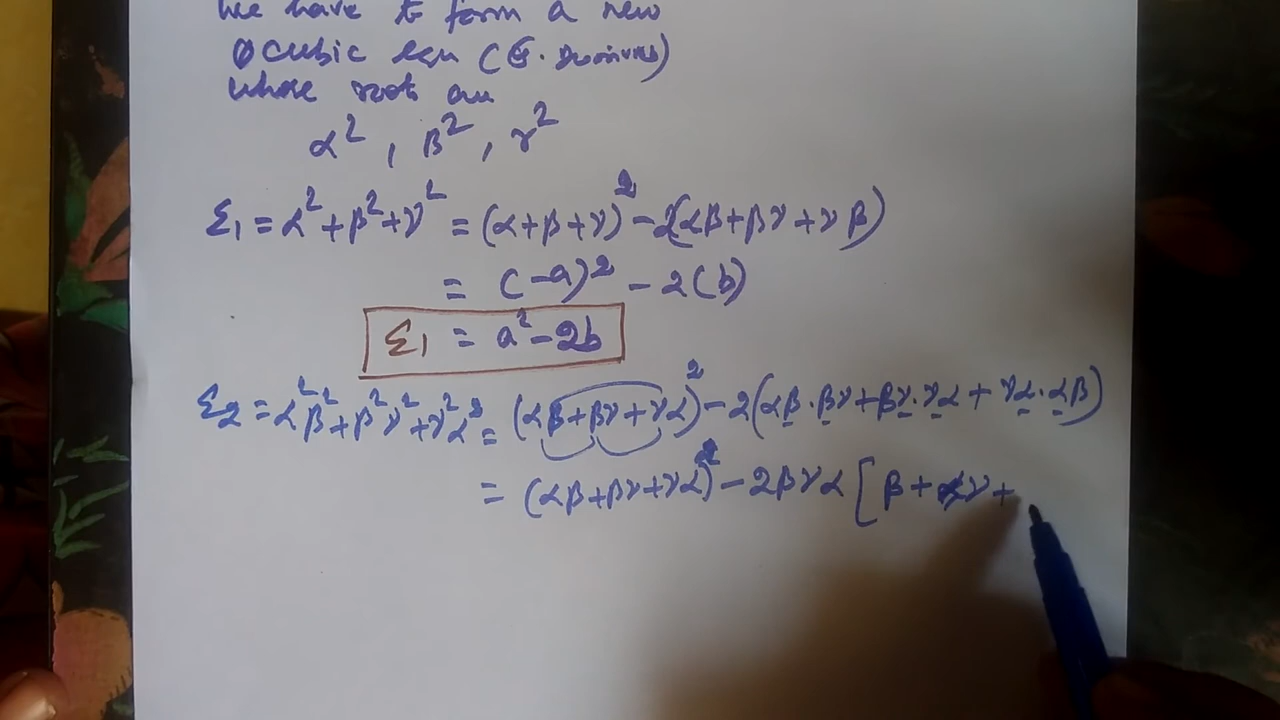 We have to form a new
cubic eqn (
whose roots are
α², β², γ²
Σ₁ = α²+β²+γ² = (α+β+γ)² − 2(αβ+βγ+γβ)
= (−a)² − 2(b)
Σ₁ = a²−2b
Σ₂ = α²β²+β²γ²+γ²α² = (αβ+βγ+γα)² − 2(αβ·βγ+βγ·γα+γα·αβ)
= (αβ+βγ+γα)² − 2βγα [β+γ+